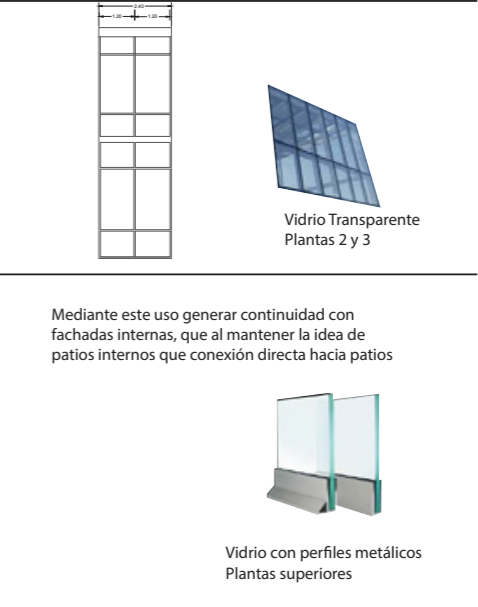 2.40
1.20 1.20
Vidrio Transparente
Plantas 2 y 3
Mediante este uso generar continuidad con
fachadas internas, que al mantener la idea de
patios internos que conexión directa hacia patios
Vidrio con perfiles metálicos
Plantas superiores